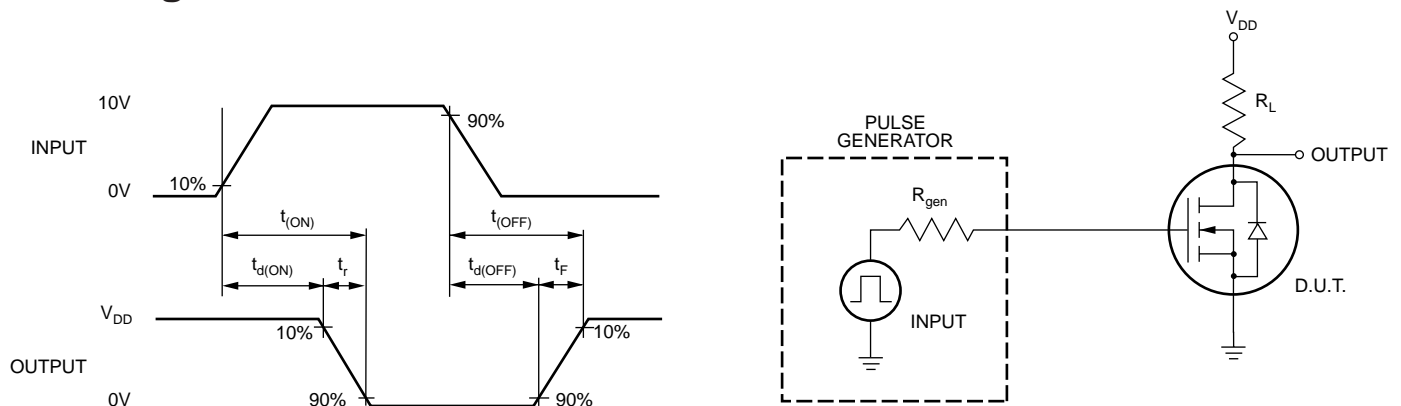 10V
INPUT
0V
10%
90%
t(ON)
t(OFF)
td(ON)
tr
td(OFF)
tF
VDD
OUTPUT
0V
10%
90%
10%
90%
PULSE
GENERATOR
Rgen
INPUT
VDD
RL
OUTPUT
D.U.T.